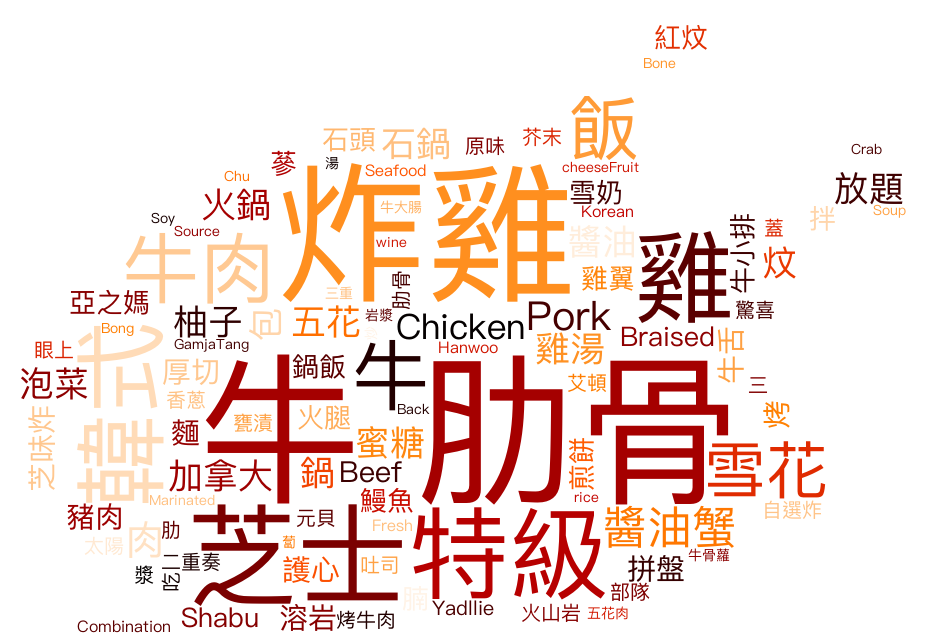 紅炆
Bone
飯
Crab
石頭
石鍋
原味
芥末
蔘
湯
cheeseFruit
Chu
Seafood
炸雞
雪奶
放題
火鍋
牛大腸
Korean
Soup
拌
Soy
Source
wine
醬油
雞
牛小排
蓋
牛肉
肋骨
雞翼
炆
三重
亞之媽
柚子
包
五花
岩漿
Chicken
Pork
驚喜
Bong
GamjaTang
Hanwoo
雞湯
Braised
牛舌
眼上
韓式
厚切
鍋飯
牛
艾頓
三
泡菜
香蔥
Back
牛肋骨
芝味炸
麵
甕漬
火腿
蜜糖
烤
煎餅
加拿大
鍋
Beef
雪花
Marinated
鰻魚
rice
自選炸
豬肉
肋
元貝
Fresh
芝士
特級
醬油蟹
太陽
肉
蔔
牛骨蘿
漿
二吃
重奏
護心
吐司
拼盤
腩
部隊
Combination
Shabu
溶岩
烤牛肉
Yadllie
火山岩
五花肉